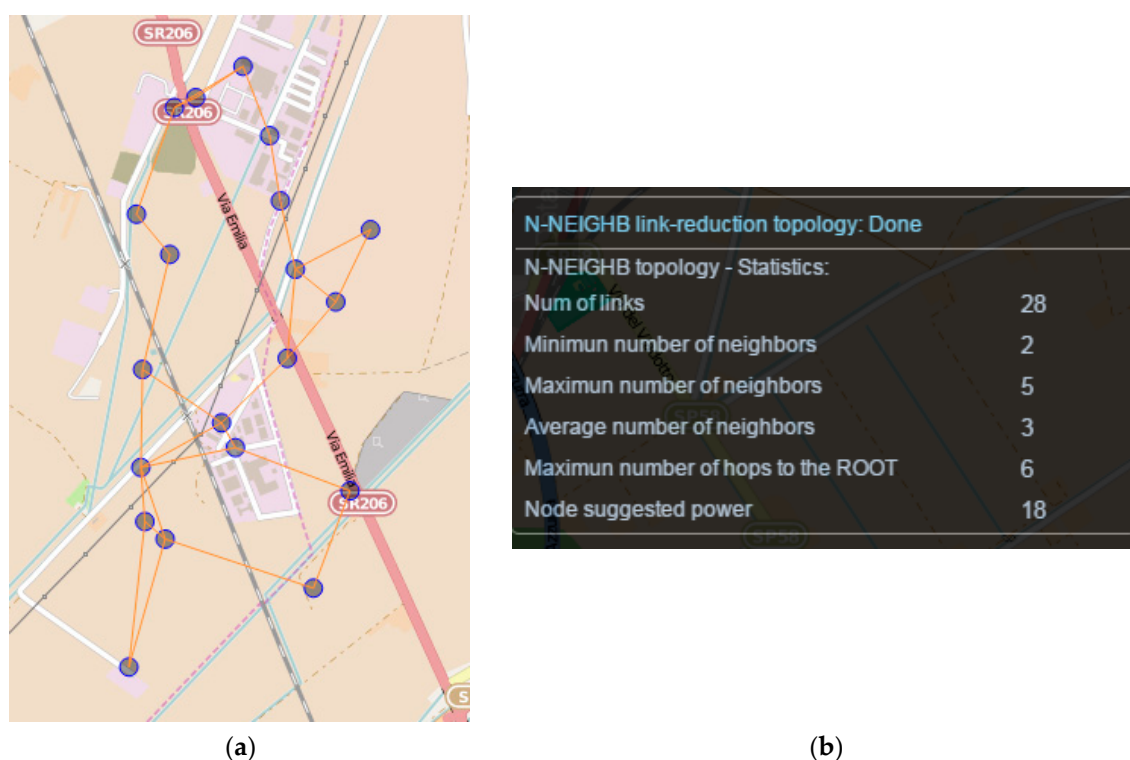 SR206
SR206
Via Emilia
Via Emilia
SR206
S
(a)
N-NEIGHB link-reduction topology: Done
N-NEIGHB topology - Statistics:
Num of links 28
Minimun number of neighbors 2
Maximun number of neighbors 5
Average number of neighbors 3
Maximun number of hops to the ROOT 6
Node suggested power 18
SP58
SP58
(b)